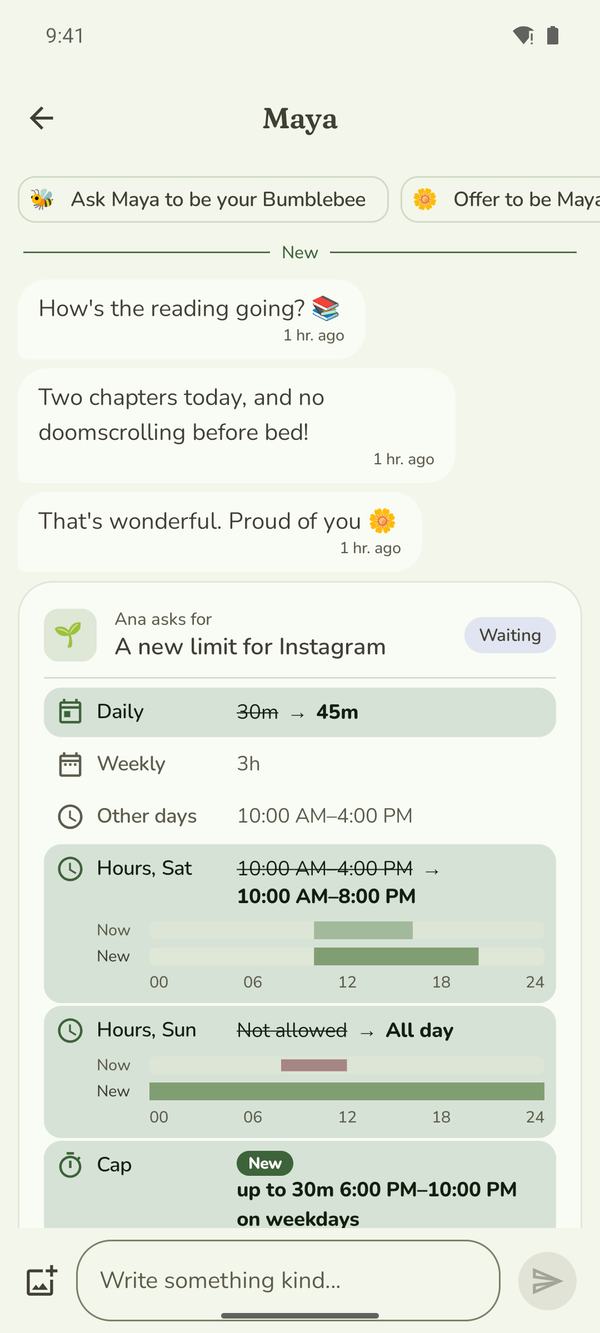 9:41
Maya
Ask Maya to be your Bumblebee
Offer to be Maya
New
How's the reading going? 📚
1 hr. ago
Two chapters today, and no
doomscrolling before bed!
1 hr. ago
That's wonderful. Proud of you 🌼
1 hr. ago
Ana asks for
A new limit for Instagram
Waiting
Daily 30m → 45m
Weekly 3h
Other days 10:00 AM–4:00 PM
Hours, Sat 10:00 AM–4:00 PM →
10:00 AM–8:00 PM
Now
New
00 06 12 18 24
Hours, Sun Not allowed → All day
Now
New
00 06 12 18 24
Cap New
up to 30m 6:00 PM–10:00 PM
on weekdays
Write something kind...